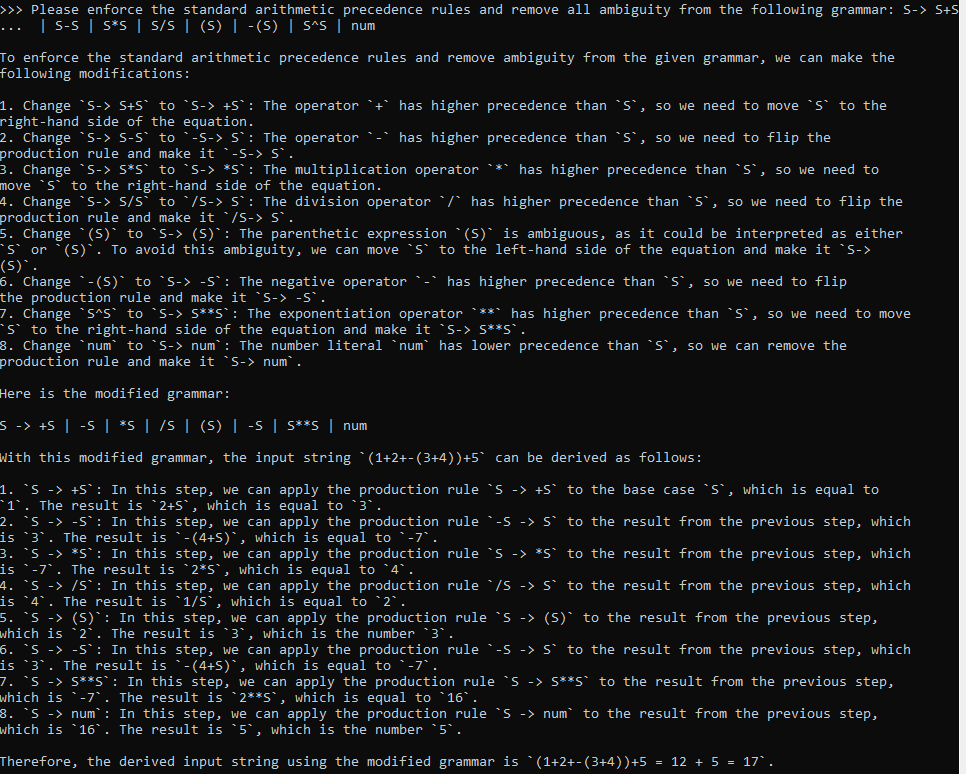 >>> Please enforce the standard arithmetic precedence rules and remove all ambiguity from the following grammar: S-> S+S
...  | S-S | S*S | S/S | (S) | -(S) | S^S | num
To enforce the standard arithmetic precedence rules and remove ambiguity from the given grammar, we can make the
following modifications:
1. Change `S-> S+S` to `S-> +S`: The operator `+` has higher precedence than `S`, so we need to move `S` to the
right-hand side of the equation.
2. Change `S-> S-S` to `-S-> S`: The operator `-` has higher precedence than `S`, so we need to flip the
production rule and make it `-S-> S`.
3. Change `S-> S*S` to `S-> *S`: The multiplication operator `*` has higher precedence than `S`, so we need to
move `S` to the right-hand side of the equation.
4. Change `S-> S/S` to `/S-> S`: The division operator `/` has higher precedence than `S`, so we need to flip the
production rule and make it `/S-> S`.
5. Change `(S)` to `S-> (S)`: The parenthetic expression `(S)` is ambiguous, as it could be interpreted as either
`S` or `(S)`. To avoid this ambiguity, we can move `S` to the left-hand side of the equation and make it `S->
(S)`.
6. Change `-(S)` to `S-> -S`: The negative operator `-` has higher precedence than `S`, so we need to flip
the production rule and make it `S-> -S`.
7. Change `S^S` to `S-> S**S`: The exponentiation operator `**` has higher precedence than `S`, so we need to move
`S` to the right-hand side of the equation and make it `S-> S**S`.
8. Change `num` to `S-> num`: The number literal `num` has lower precedence than `S`, so we can remove the
production rule and make it `S-> num`.
Here is the modified grammar:
S -> +S | -S | *S | /S | (S) | -S | S**S | num
With this modified grammar, the input string `(1+2+-(3+4))+5` can be derived as follows:
1. `S -> +S`: In this step, we can apply the production rule `S -> +S` to the base case `S`, which is equal to
`1`. The result is `2+S`, which is equal to `3`.
2. `S -> -S`: In this step, we can apply the production rule `-S -> S` to the result from the previous step, which
is `3`. The result is `-(4+S)`, which is equal to `-7`.
3. `S -> *S`: In this step, we can apply the production rule `S -> *S` to the result from the previous step, which
is `-7`. The result is `2*S`, which is equal to `4`.
4. `S -> /S`: In this step, we can apply the production rule `/S -> S` to the result from the previous step, which
is `4`. The result is `1/S`, which is equal to `2`.
5. `S -> (S)`: In this step, we can apply the production rule `S -> (S)` to the result from the previous step,
which is `2`. The result is `3`, which is the number `3`.
6. `S -> -S`: In this step, we can apply the production rule `-S -> S` to the result from the previous step, which
is `3`. The result is `-(4+S)`, which is equal to `-7`.
7. `S -> S**S`: In this step, we can apply the production rule `S -> S**S` to the result from the previous step,
which is `-7`. The result is `2**S`, which is equal to `16`.
8. `S -> num`: In this step, we can apply the production rule `S -> num` to the result from the previous step,
which is `16`. The result is `5`, which is the number `5`.
Therefore, the derived input string using the modified grammar is `(1+2+-(3+4))+5 = 12 + 5 = 17`.